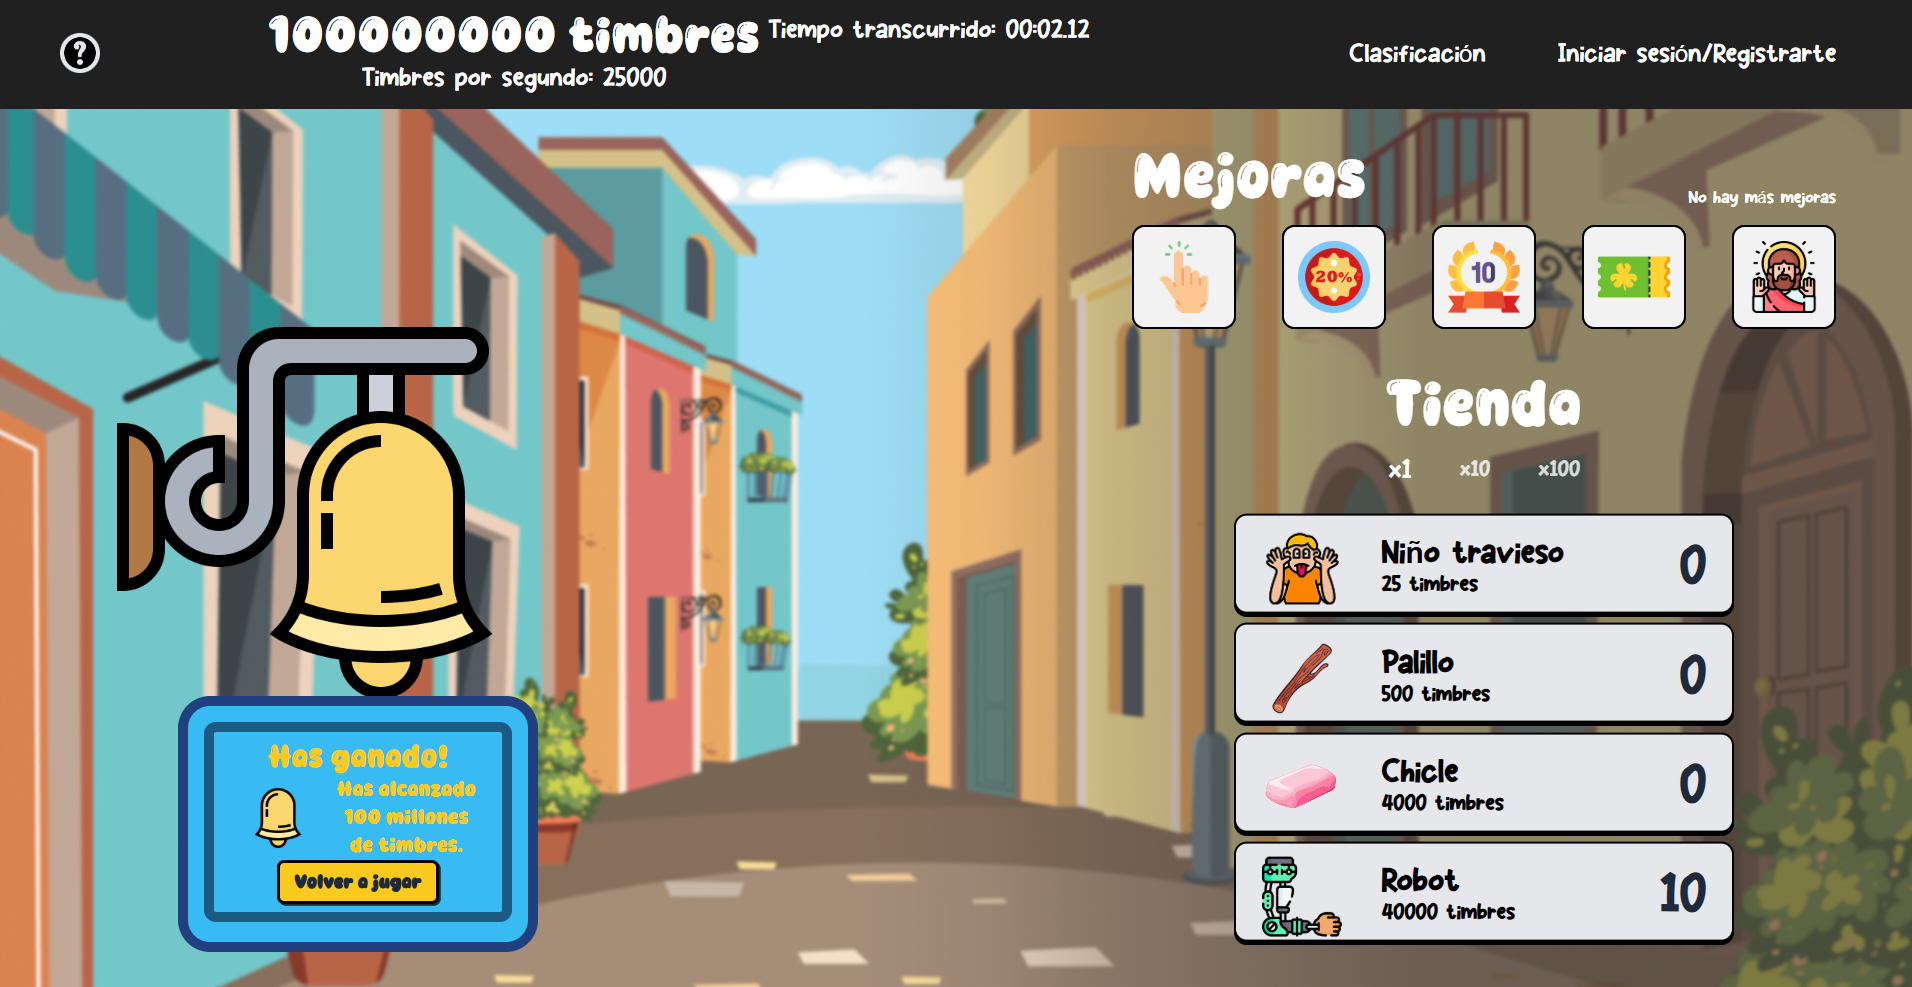 ?
100000000 timbres
Tiempo transcurrido: 00:02.12
Timbres por segundo: 25000
Clasificación
Iniciar sesión/Registrarte
Mejoras
No hay más mejoras
20%
10
Tienda
x1
x10
x100
Niño travieso
25 timbres
0
Palillo
500 timbres
0
Chicle
4000 timbres
0
Robot
40000 timbres
10
Has ganado!
Has alcanzado
100 millones
de timbres.
Volver a jugar